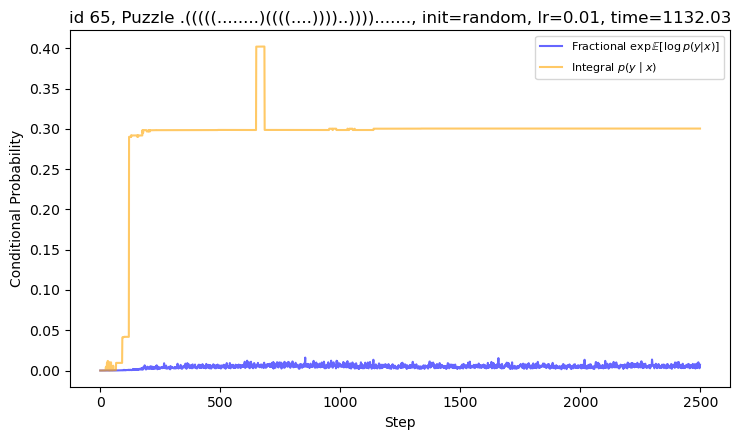 id 65, Puzzle .(((((........)((((....))))..))))......., init=random, lr=0.01, time=1132.03
Conditional Probability
0.40
0.35
0.30
0.25
0.20
0.15
0.10
0.05
0.00
Fractional exp𝔼[log p(y|x)]
Integral p(y | x)
0 500 1000 1500 2000 2500
Step